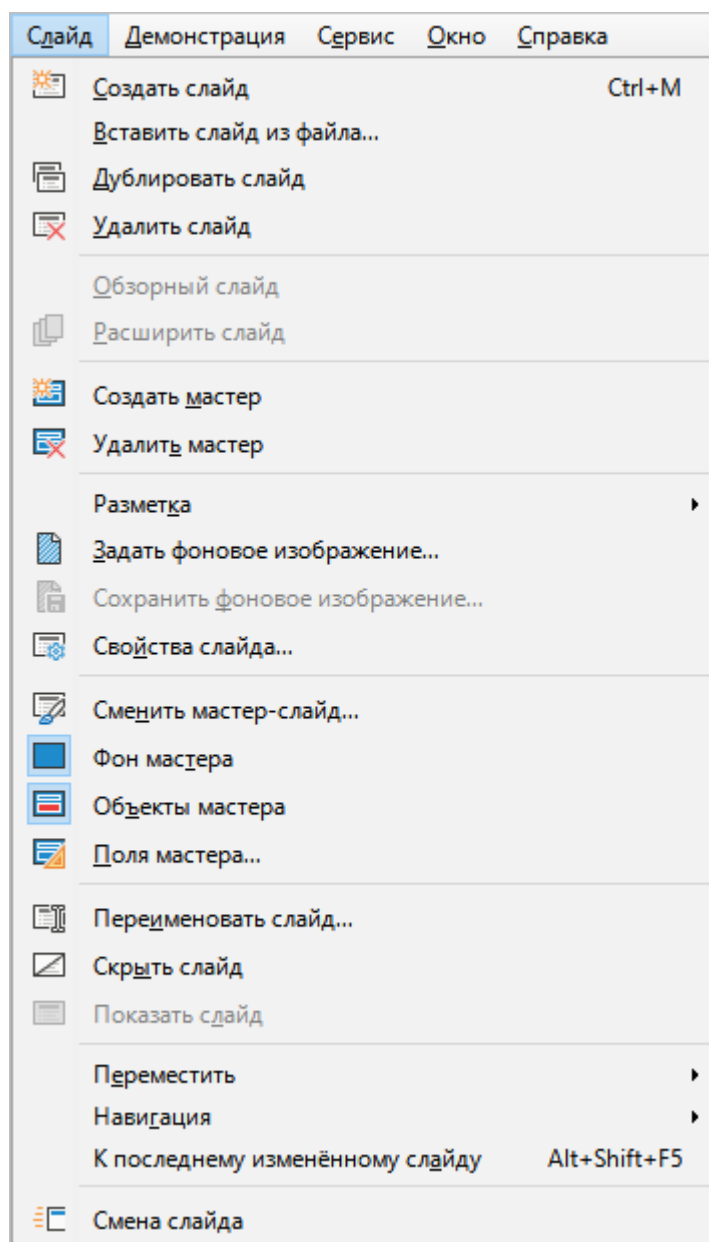 Слайд Демонстрация Сервис Окно Справка
Создать слайд Ctrl+M
Вставить слайд из файла...
Дублировать слайд
Удалить слайд
Обзорный слайд
Расширить слайд
Создать мастер
Удалить мастер
Разметка
Задать фоновое изображение...
Сохранить фоновое изображение...
Свойства слайда...
Сменить мастер-слайд...
Фон мастера
Объекты мастера
Поля мастера...
Переименовать слайд...
Скрыть слайд
Показать слайд
Переместить
Навигация
К последнему изменённому слайду Alt+Shift+F5
Смена слайда